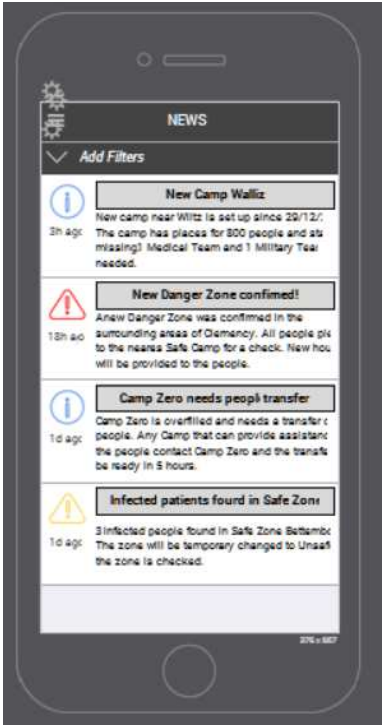 NEWS
Add Filters
New Camp Walliz
New camp near Wiltz is set up since 29/12/
3h ago
The camp has places for 800 people and sta
missing1 Medical Team and 1 Military Tear
needed.
New Danger Zone confimed!
Anew Danger Zone was confirmed in the
surrounding areas of Clemency. All people ple
18h ago
to the neares Safe Camp for a check. New hou
will be provided to the people.
Camp Zero needs peopl transfer
Camp Zero is overfilled and needs a transfer c
1d ago
people. Any Camp that can provide assistanc
the people contact Camp Zero and the transfe
be ready in 5 hours.
Infected patients found in Safe Zone
3 Infected people found in Safe Zone Bettembo
1d ago
The zone will be temporary changed to Unsafe
the zone is checked.
376 x 667